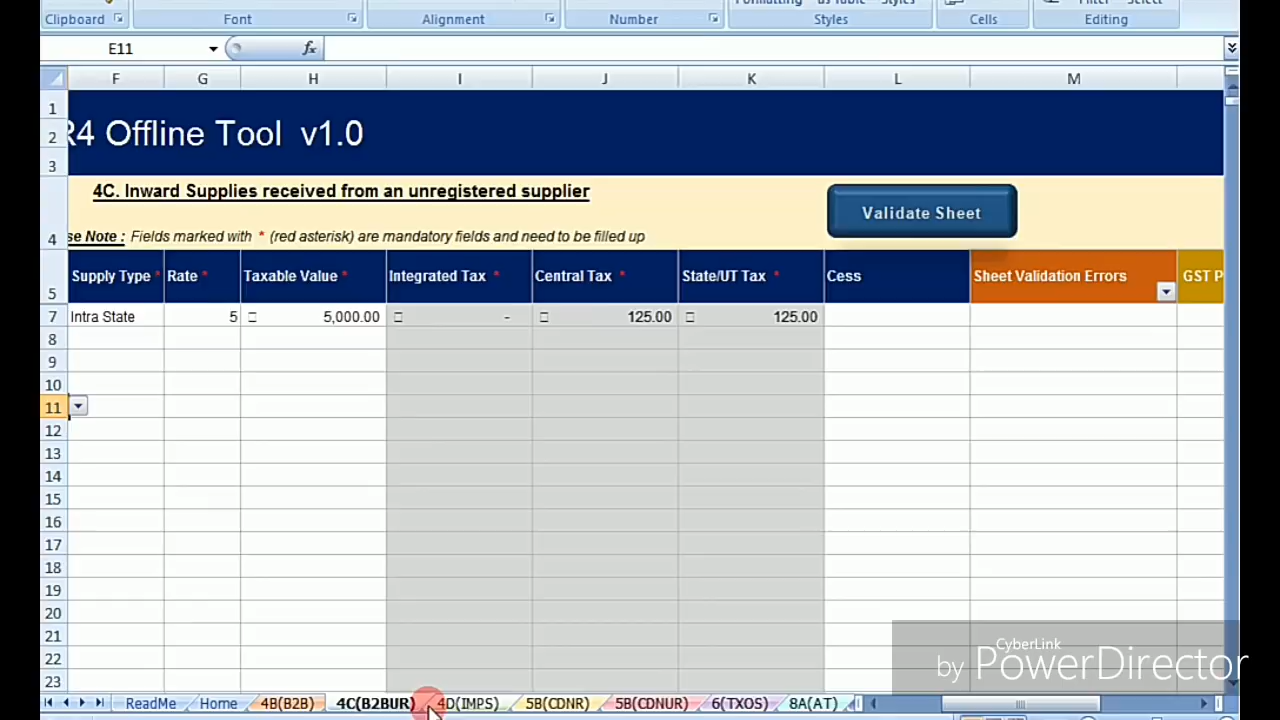 Clipboard Font Alignment Number Styles Cells Editing
E11 fx
F G H I J K L M
1
2 R4 Offline Tool v1.0
3
4C. Inward Supplies received from an unregistered supplier
Validate Sheet
4 se Note : Fields marked with * (red asterisk) are mandatory fields and need to be filled up
5 Supply Type * Rate * Taxable Value * Integrated Tax * Central Tax * State/UT Tax * Cess Sheet Validation Errors GST P
7 Intra State 5 5,000.00 - 125.00 125.00
8
9
10
11
12
13
14
15
16
17
18
19
20
21
22
23
CyberLink
by PowerDirector
ReadMe Home 4B(B2B) 4C(B2BUR) 4D(IMPS) 5B(CDNR) 5B(CDNUR) 6(TXOS) 8A(AT)